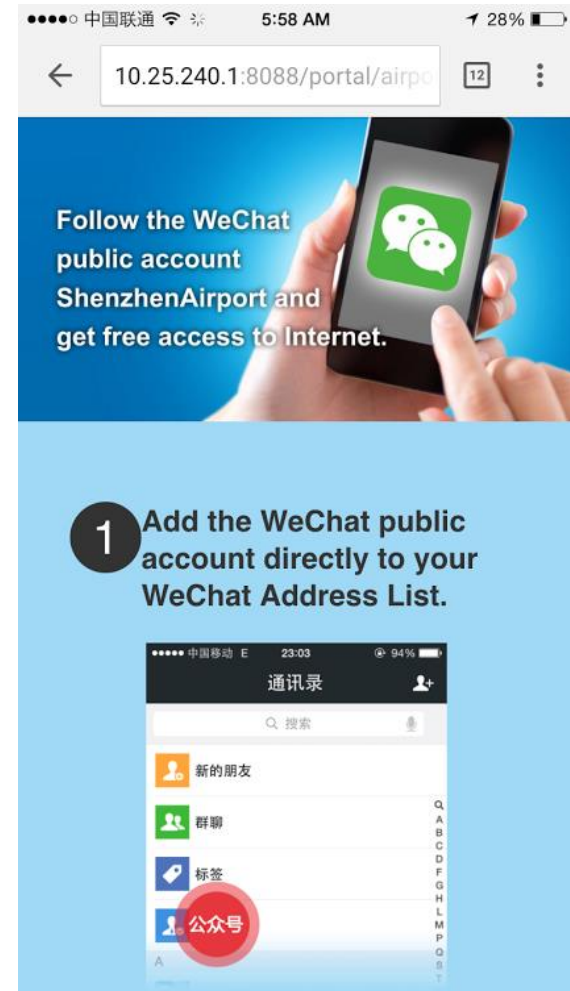 中国联通 5:58 AM 28%
10.25.240.1:8088/portal/airpo 12
Follow the WeChat
public account
ShenzhenAirport and
get free access to Internet.
1 Add the WeChat public
account directly to your
WeChat Address List.
中国移动 E 23:03 94%
通讯录
搜索
新的朋友
群聊
标签
公众号
A
A
B
C
D
F
G
H
L
M
P
Q
S
T